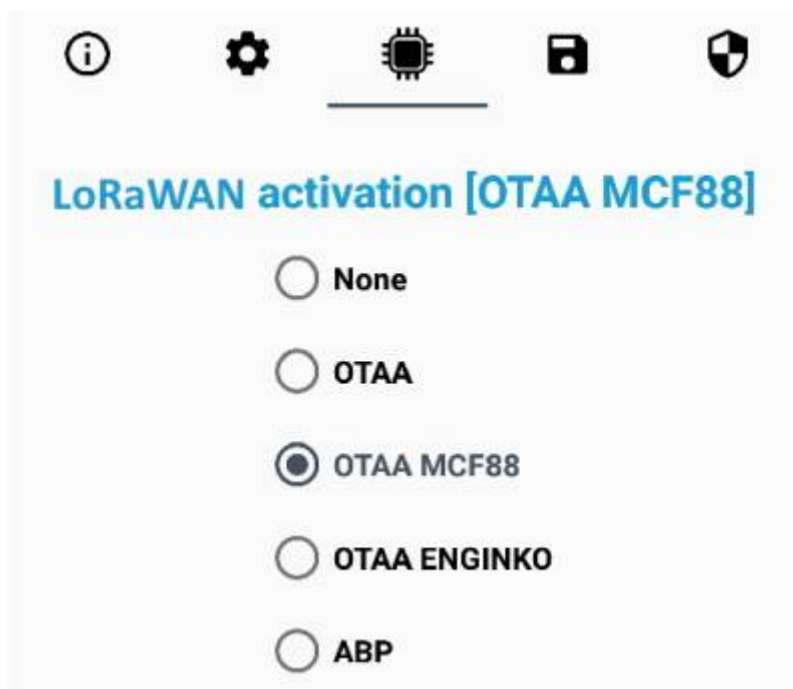 LoRaWAN activation [OTAA MCF88]
None
OTAA
OTAA MCF88
OTAA ENGINKO
ABP